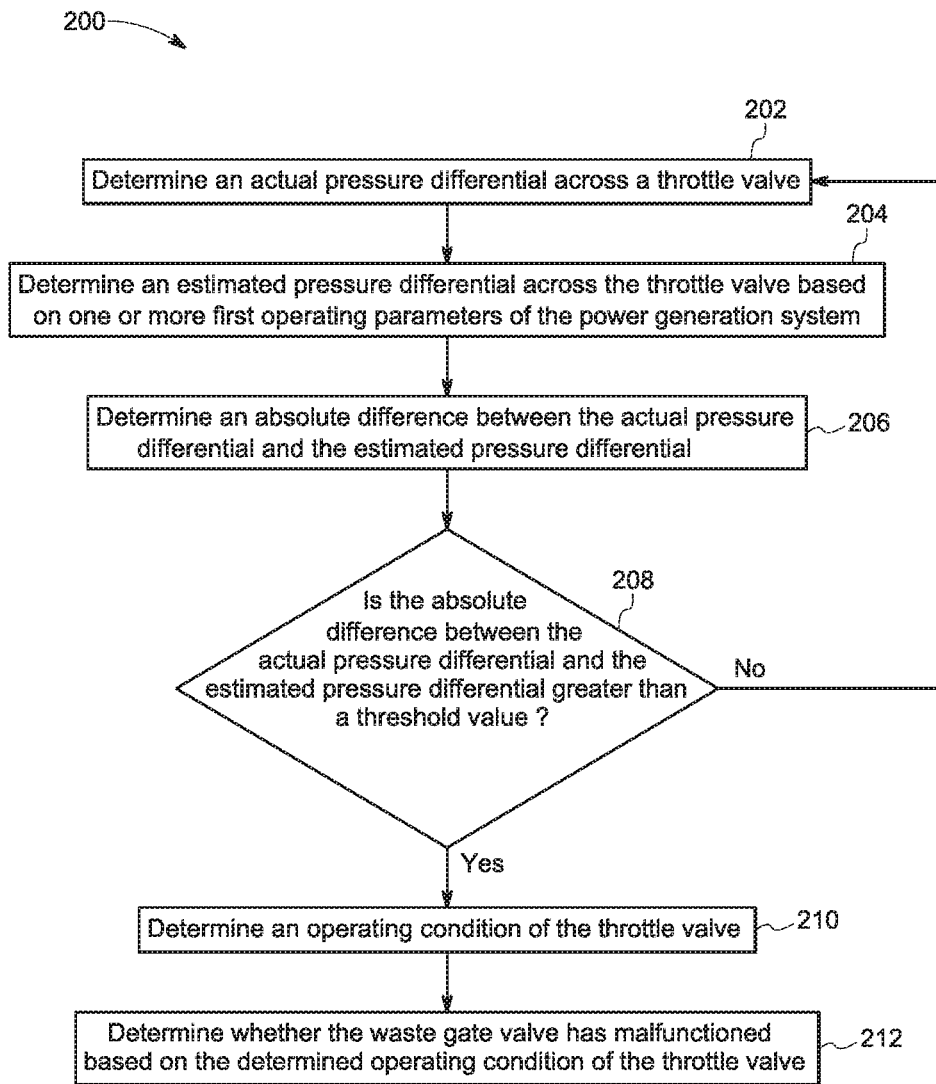 200
202
Determine an actual pressure differential across a throttle valve
204
Determine an estimated pressure differential across the throttle valve based
on one or more first operating parameters of the power generation system
Determine an absolute difference between the actual pressure
differential and the estimated pressure differential
206
208
Is the absolute
difference between the
actual pressure differential and the
estimated pressure differential greater than
a threshold value ?
No
Yes
Determine an operating condition of the throttle valve
210
Determine whether the waste gate valve has malfunctioned
based on the determined operating condition of the throttle valve
212